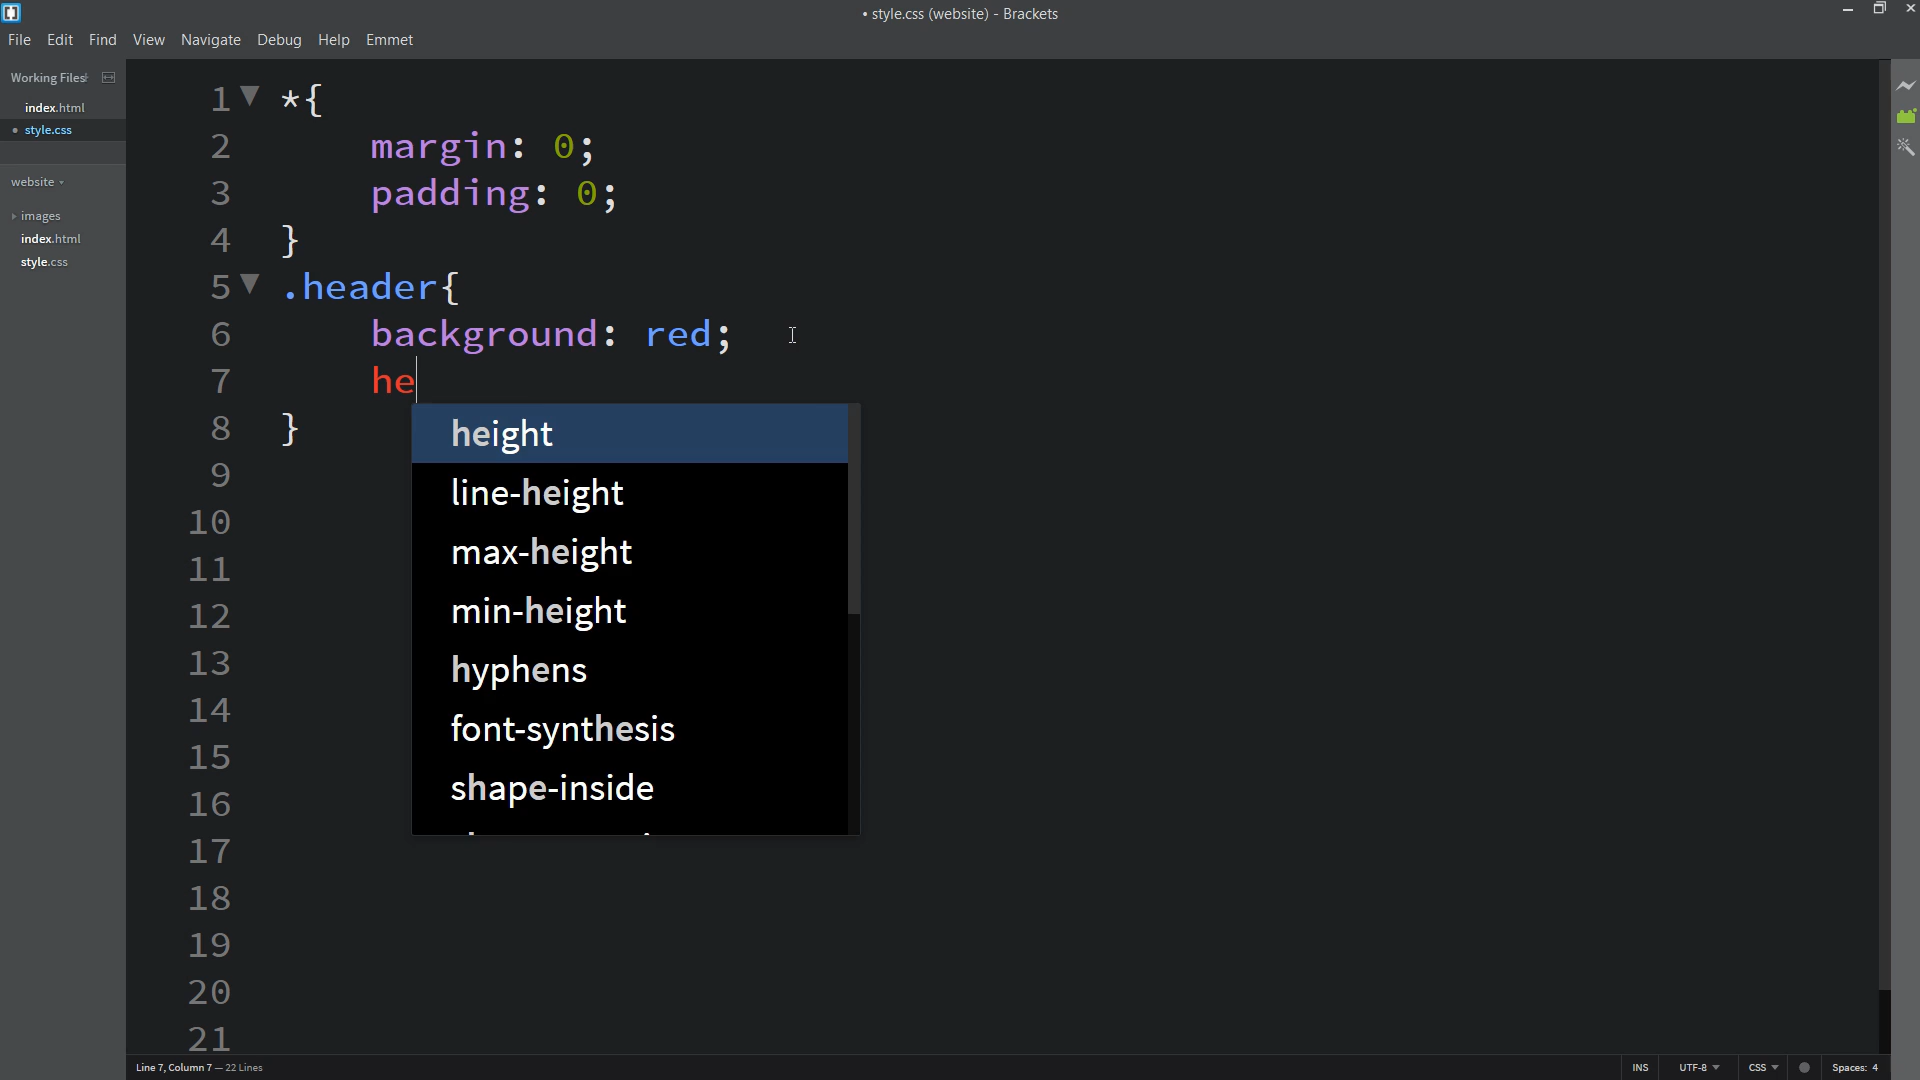 • style.css (website) - Brackets
File Edit Find View Navigate Debug Help Emmet
Working Files
index.html
• style.css
website
images
index.html
style.css
1 *{
2 margin: 0;
3 padding: 0;
4 }
5 .header{
6 background: red;
7 he
8 }
9
10
11
12
13
14
15
16
17
18
19
20
21
height
line-height
max-height
min-height
hyphens
font-synthesis
shape-inside
Line 7, Column 7 — 22 Lines
INS UTF-8 CSS Spaces: 4